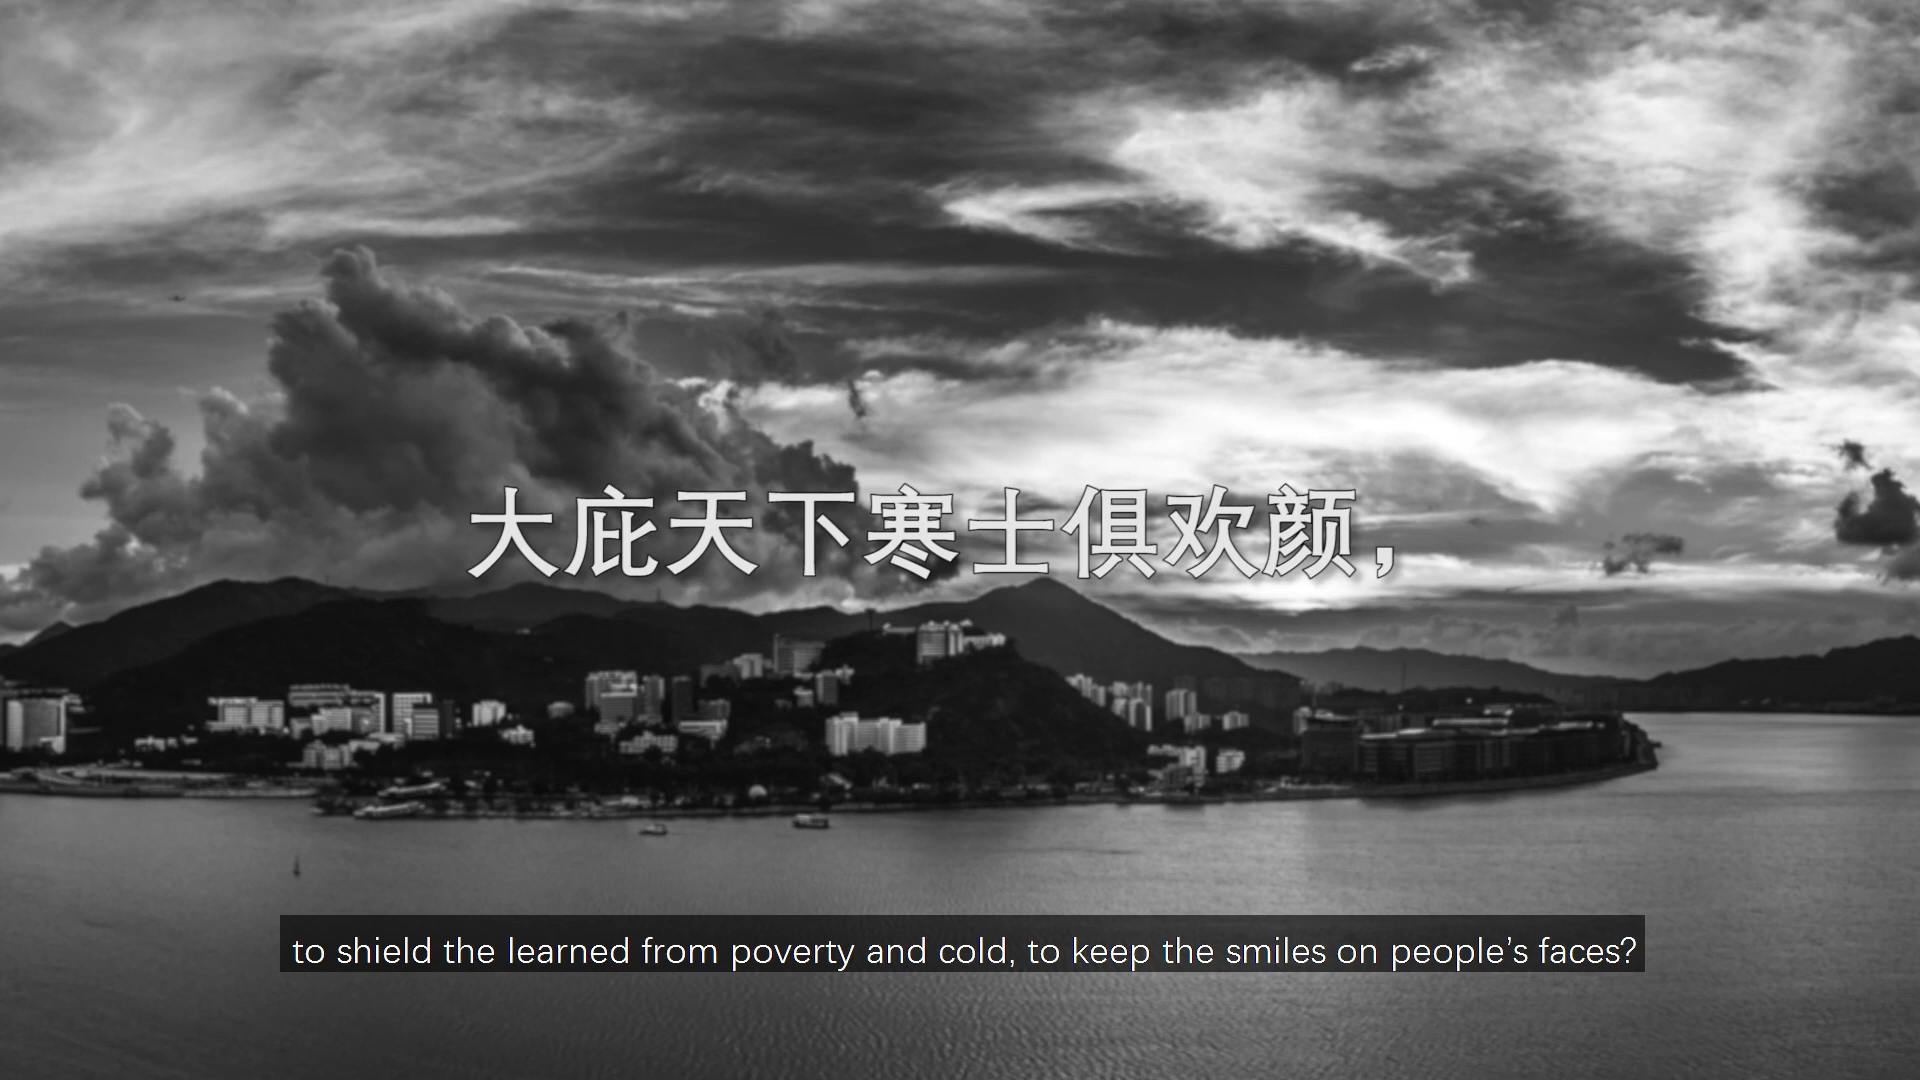 大庇天下寒士俱欢颜，
to shield the learned from poverty and cold, to keep the smiles on people’s faces?